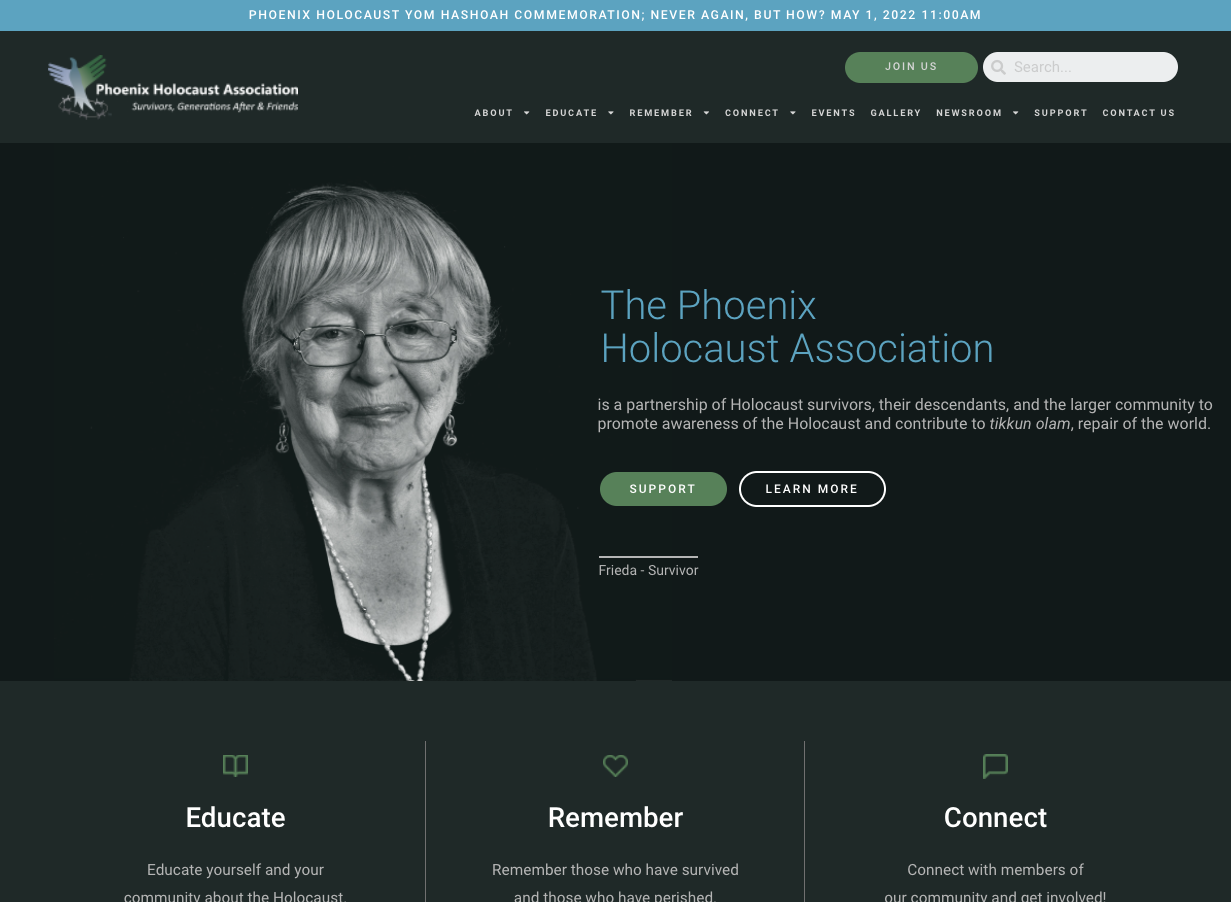 PHOENIX HOLOCAUST YOM HASHOAH COMMEMORATION; NEVER AGAIN, BUT HOW? MAY 1, 2022 11:00AM
Phoenix Holocaust Association
Survivors, Generations After & Friends
JOIN US
Search...
ABOUT EDUCATE REMEMBER CONNECT EVENTS GALLERY NEWSROOM SUPPORT CONTACT US
The Phoenix
Holocaust Association
is a partnership of Holocaust survivors, their descendants, and the larger community to
promote awareness of the Holocaust and contribute to tikkun olam, repair of the world.
SUPPORT LEARN MORE
Frieda - Survivor
Educate
Educate yourself and your
community about the Holocaust.
Remember
Remember those who have survived
and those who have perished.
Connect
Connect with members of
our community and get involved!